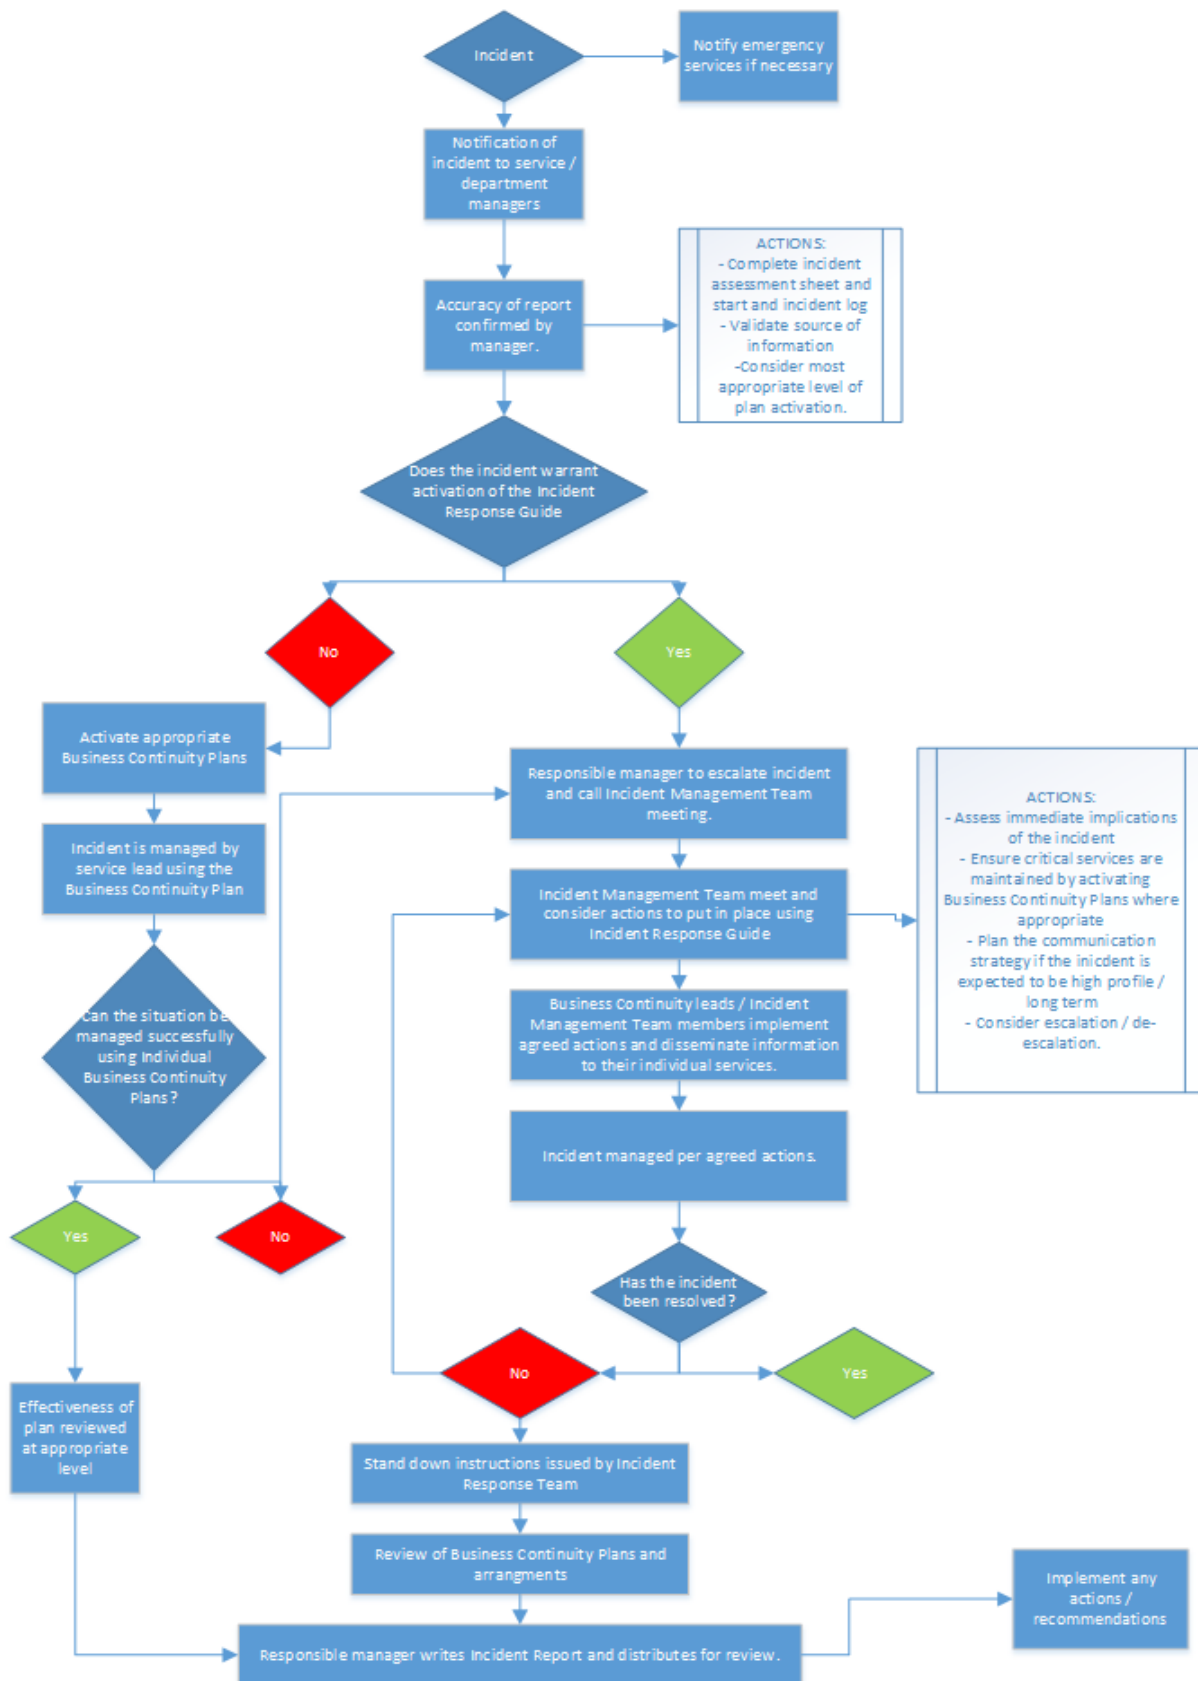 Incident
Notify emergency
services if necessary
Notification of
incident to service /
department
managers
Accuracy of report
confirmed by
manager.
ACTIONS:
- Complete incident
assessment sheet and
start and incident log
- Validate source of
information
-Consider most
appropriate level of
plan activation.
Does the incident warrant
activation of the Incident
Response Guide
No
Yes
Activate appropriate
Business Continuity Plans
Incident is managed by
service lead using the
Business Continuity Plan
Can the situation be
managed successfully
using Individual
Business Continuity
Plans?
Yes
No
Effectiveness of
plan reviewed
at appropriate
level
Responsible manager to escalate incident
and call Incident Management Team
meeting.
Incident Management Team meet and
consider actions to put in place using
Incident Response Guide
ACTIONS:
- Assess immediate implications
of the incident
- Ensure critical services are
maintained by activating
Business Continuity Plans where
appropriate
- Plan the communication
strategy if the inicdent is
expected to be high profile /
long term
- Consider escalation / de-
escalation.
Business Continuity leads / Incident
Management Team members implement
agreed actions and disseminate information
to their individual services.
Incident managed per agreed actions.
Has the incident
been resolved?
No
Yes
Stand down instructions issued by Incident
Response Team
Review of Business Continuity Plans and
arrangments
Responsible manager writes Incident Report and distributes for review.
Implement any
actions /
recommendations